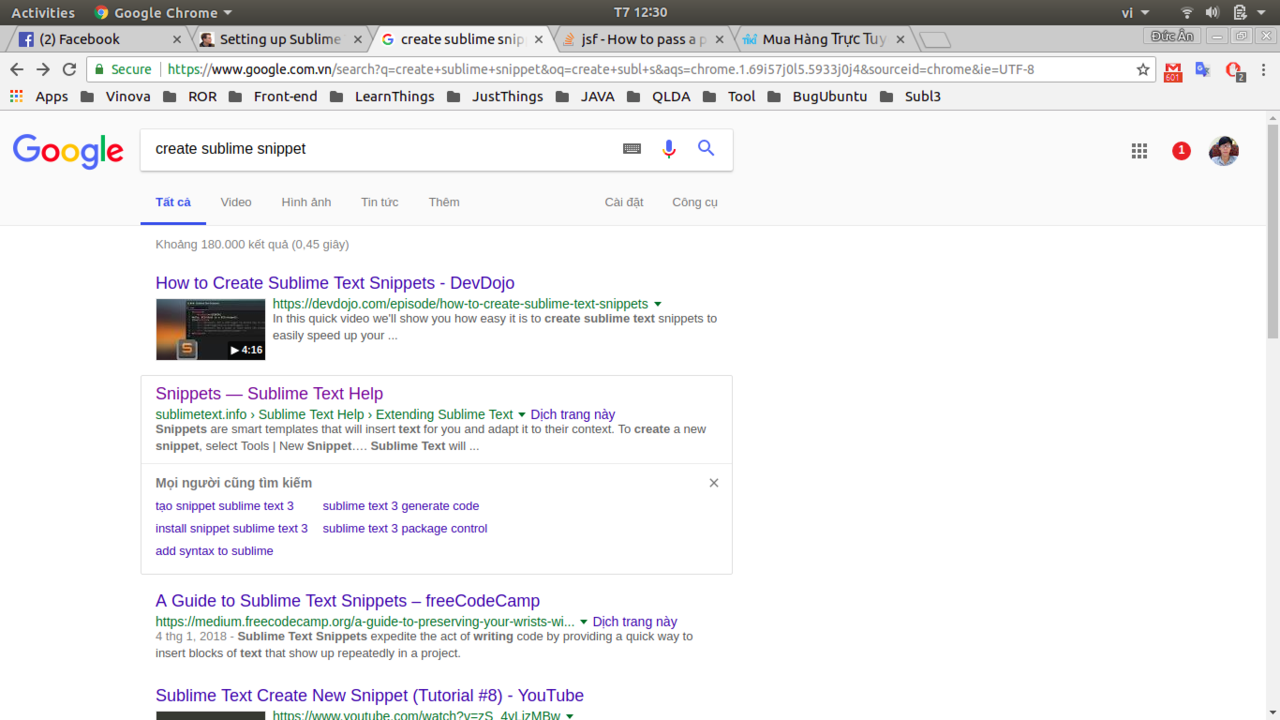 Activities Google Chrome T7 12:30 vi
(2) Facebook Setting up Sublime create sublime snip jsf - How to pass a p Mua Hàng Trực Tuy Đức Ân
Secure https://www.google.com.vn/search?q=create+sublime+snippet&oq=create+subl+s&aqs=chrome.1.69i57j0l5.5933j0j4&sourceid=chrome&ie=UTF-8 601 2
Apps Vinova ROR Front-end LearnThings JustThings JAVA QLDA Tool BugUbuntu Subl3
Google create sublime snippet 1
Tất cả Video Hình ảnh Tin tức Thêm Cài đặt Công cụ
Khoảng 180.000 kết quả (0,45 giây)
How to Create Sublime Text Snippets - DevDojo
https://devdojo.com/episode/how-to-create-sublime-text-snippets
In this quick video we'll show you how easy it is to create sublime text snippets to
easily speed up your ...
4:16
Snippets — Sublime Text Help
sublimetext.info › Sublime Text Help › Extending Sublime Text Dịch trang này
Snippets are smart templates that will insert text for you and adapt it to their context. To create a new
snippet, select Tools | New Snippet…. Sublime Text will ...
Mọi người cũng tìm kiếm
tạo snippet sublime text 3 sublime text 3 generate code
install snippet sublime text 3 sublime text 3 package control
add syntax to sublime
A Guide to Sublime Text Snippets – freeCodeCamp
https://medium.freecodecamp.org/a-guide-to-preserving-your-wrists-wi... Dịch trang này
4 thg 1, 2018 - Sublime Text Snippets expedite the act of writing code by providing a quick way to
insert blocks of text that show up repeatedly in a project.
Sublime Text Create New Snippet (Tutorial #8) - YouTube